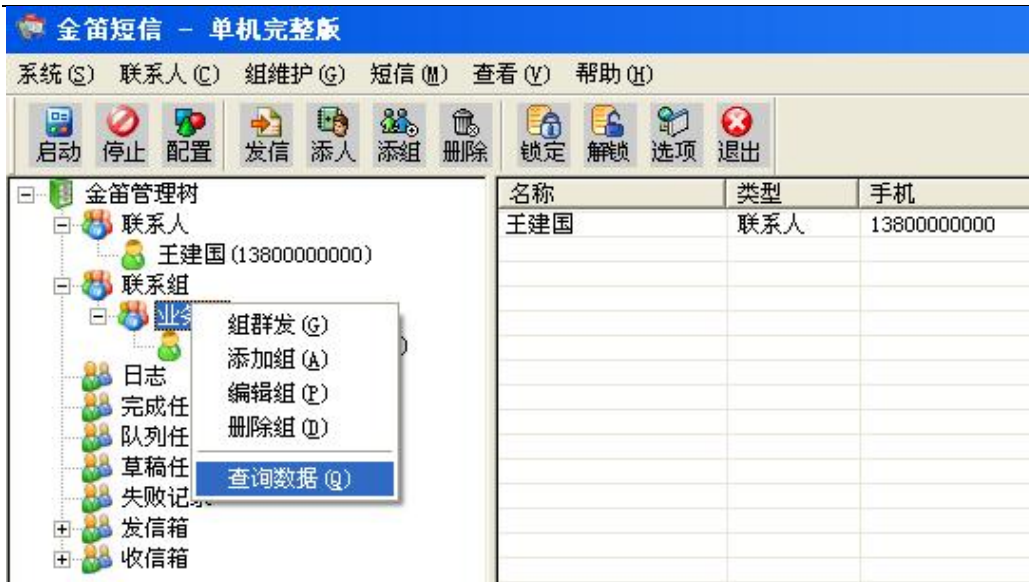 金笛短信 - 单机完整版
系统(S) 联系人(C) 组维护(G) 短信(M) 查看(V) 帮助(H)
启动 停止 配置 发信 添人 添组 删除 锁定 解锁 选项 退出
金笛管理树
联系人
王建国(13800000000)
联系组
日志
完成任
队列任
草稿任
失败记
发信箱
收信箱
组群发(G)
添加组(A)
编辑组(P)
删除组(D)
查询数据(Q)
名称 类型 手机
王建国 联系人 13800000000